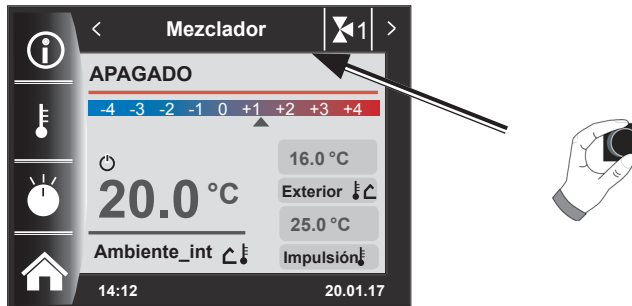 < Mezclador 1 >
APAGADO
-4 -3 -2 -1 0 +1 +2 +3 +4
16.0 °C
20.0 °C
Exterior
25.0 °C
Ambiente_int
Impulsión
14:12 20.01.17